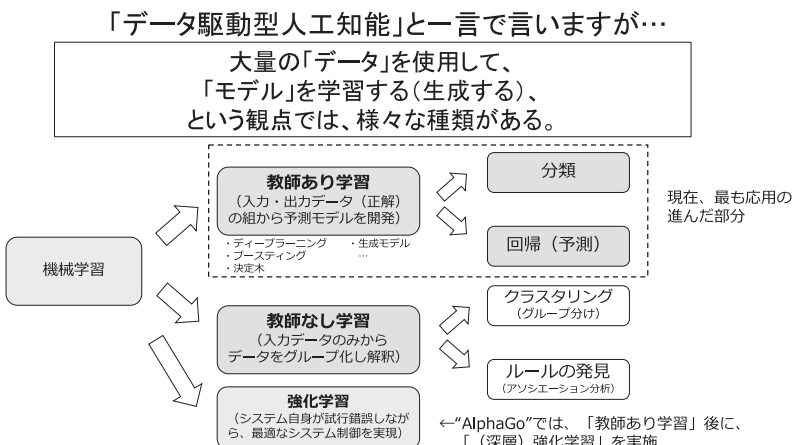 「データ駆動型人工知能」と一言で言いますが…
大量の「データ」を使用して、
「モデル」を学習する(生成する)、
という観点では、様々な種類がある。
機械学習
教師あり学習
（入力・出力データ（正解）
の組から予測モデルを開発）
・ディープラーニング ・生成モデル
・ブースティング …
・決定木
分類
回帰（予測）
現在、最も応用の
進んだ部分
教師なし学習
（入力データのみから
データをグループ化し解釈）
クラスタリング
（グループ分け）
ルールの発見
（アソシエーション分析）
強化学習
（システム自身が試行錯誤しなが
ら、最適なシステム制御を実現）
←“AlphaGo”では、「教師あり学習」後に、
「（深層）強化学習」を実施